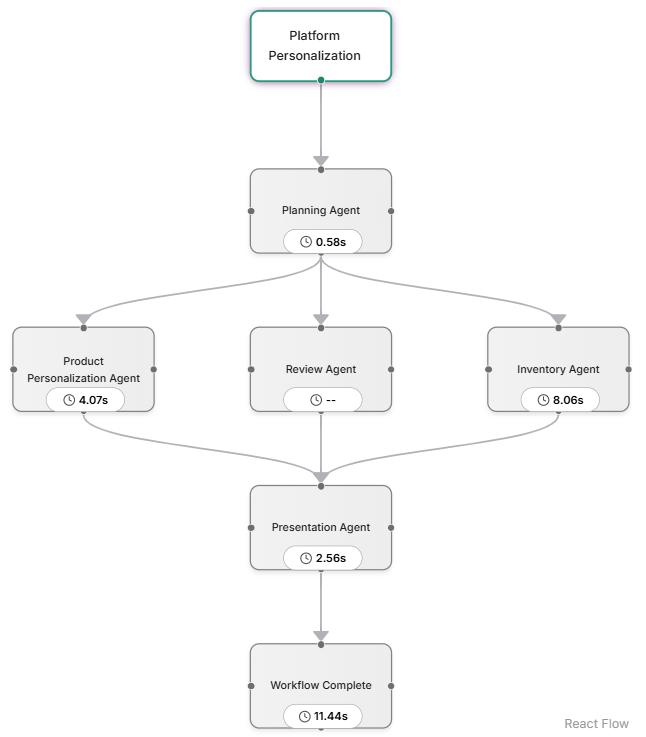 Platform
Personalization
Planning Agent
0.58s
Product
Personalization Agent
4.07s
Review Agent
--
Inventory Agent
8.06s
Presentation Agent
2.56s
Workflow Complete
11.44s
React Flow